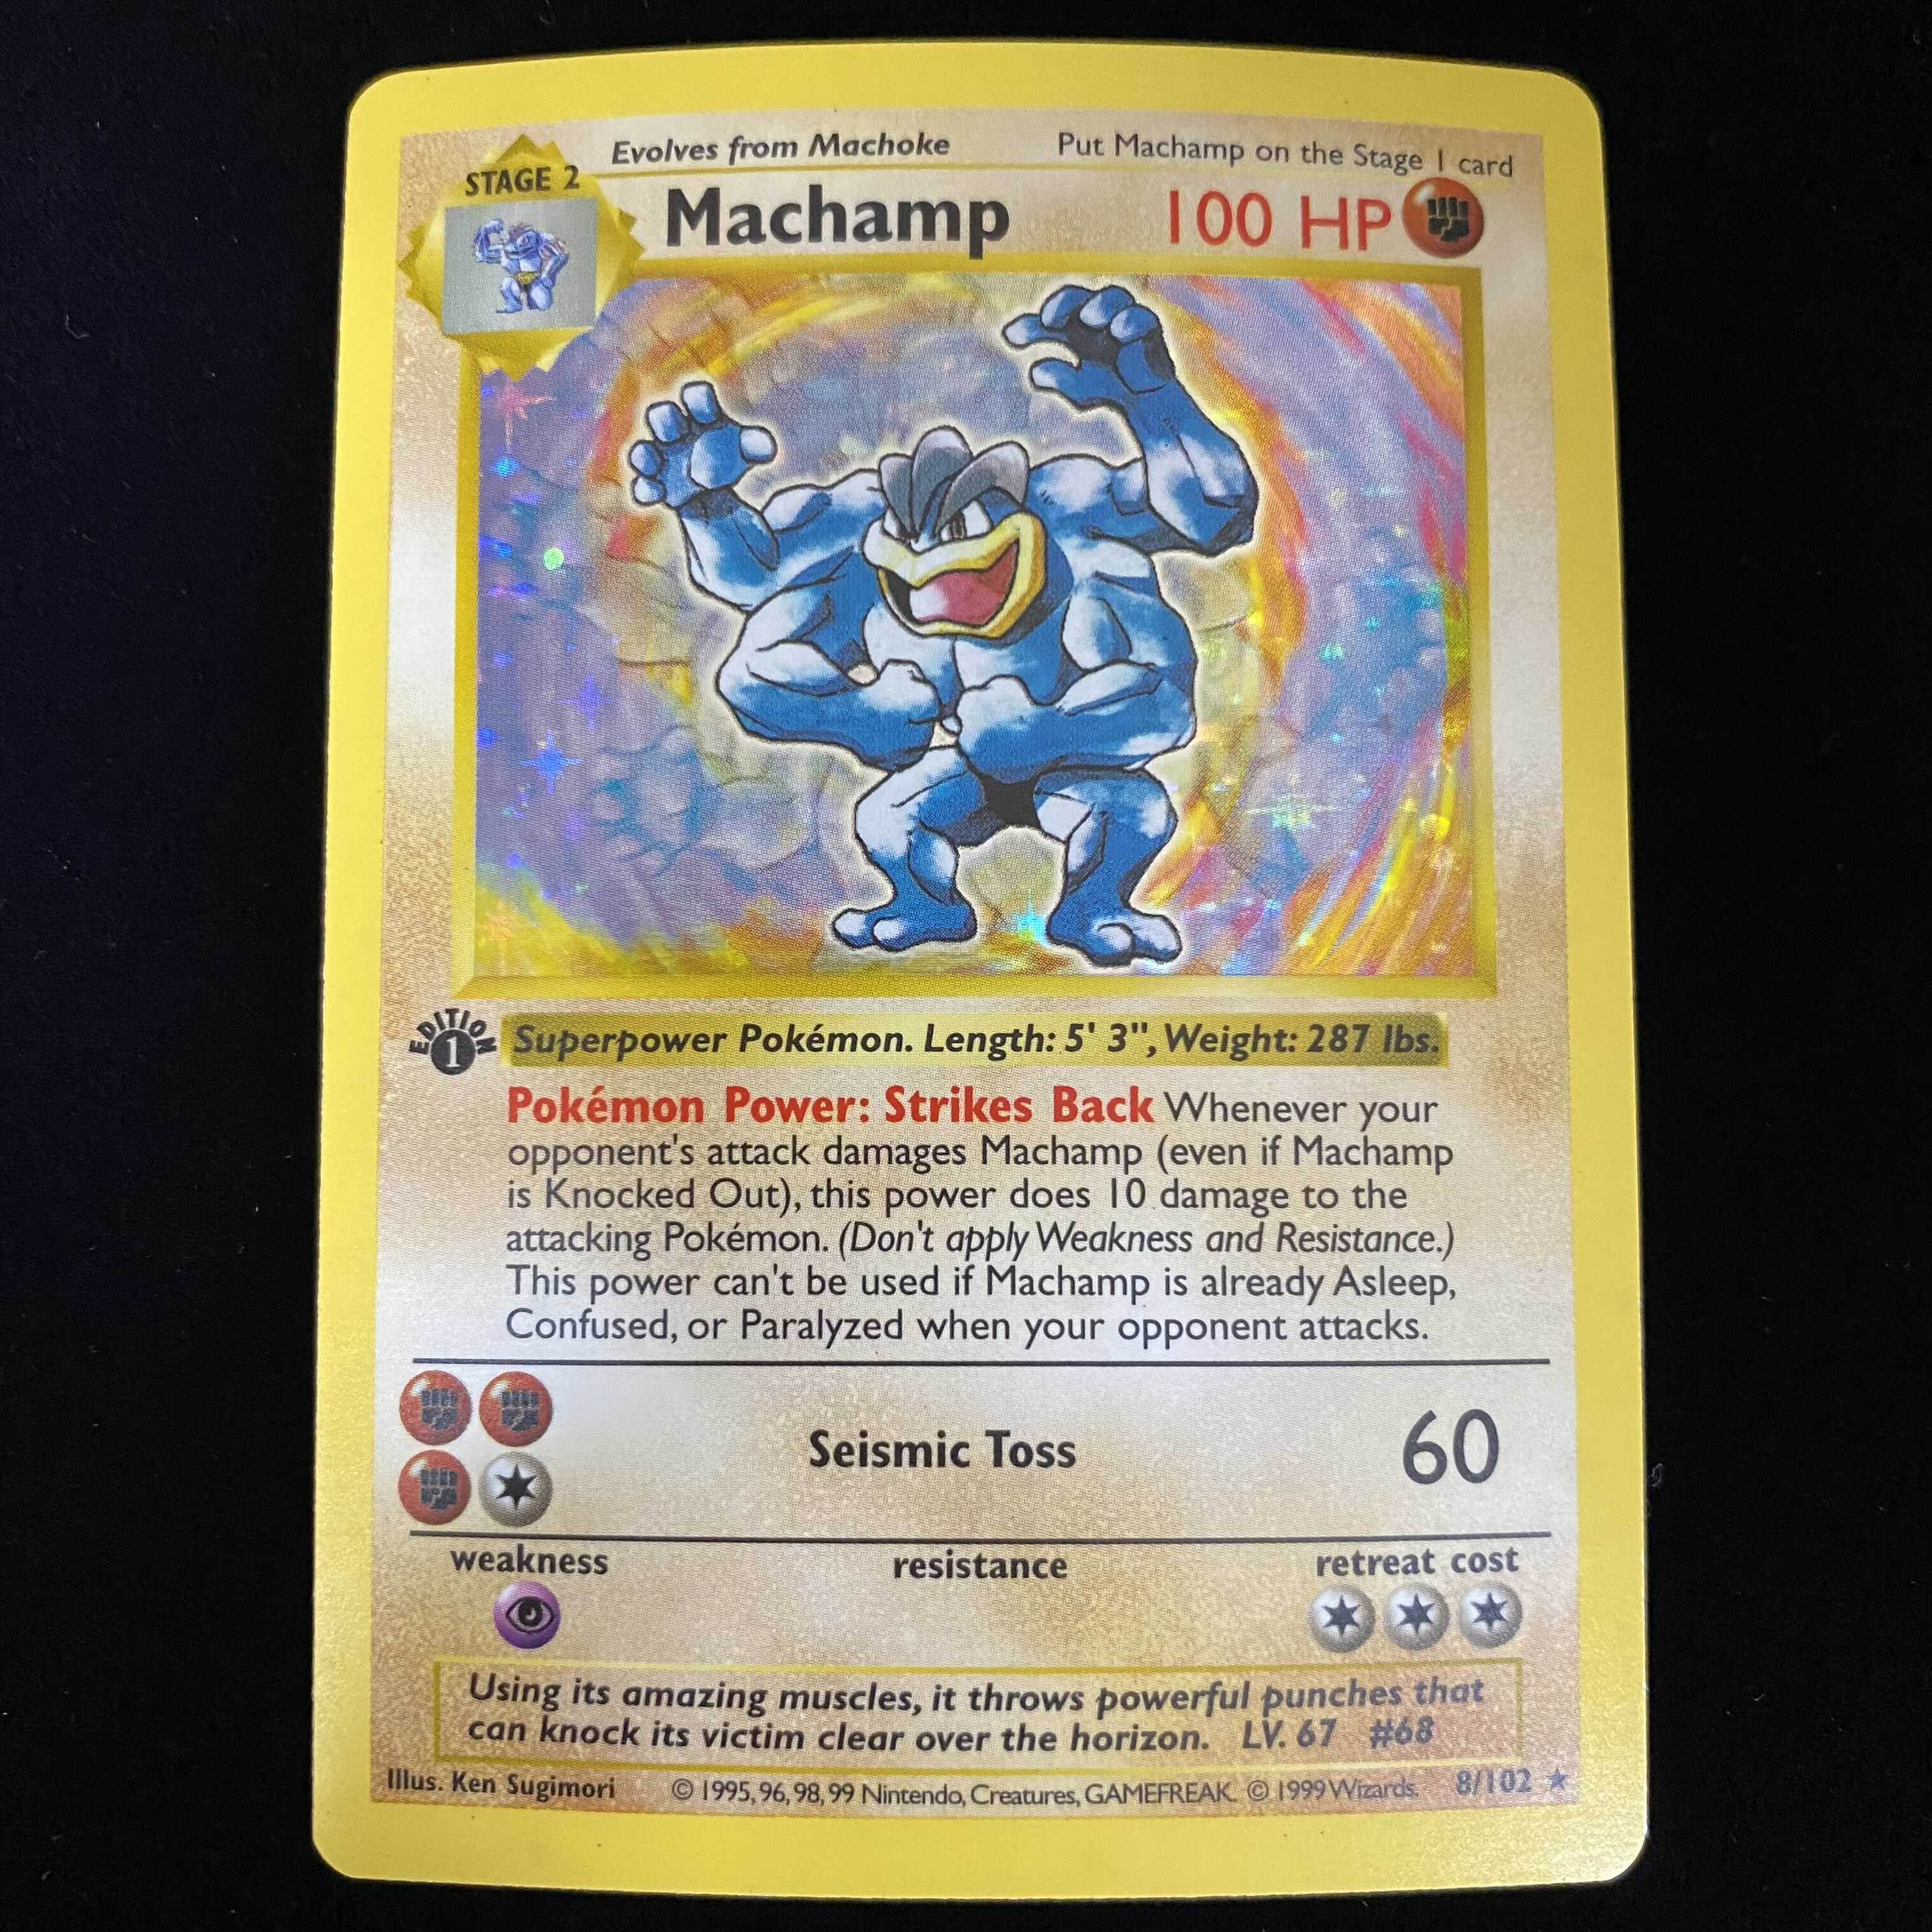 Evolves from Machoke Put Machamp on the Stage 1 card
STAGE 2
Machamp 100 HP
EDITION 1
Superpower Pokémon. Length: 5' 3", Weight: 287 lbs.
Pokémon Power: Strikes Back Whenever your
opponent's attack damages Machamp (even if Machamp
is Knocked Out), this power does 10 damage to the
attacking Pokémon. (Don't apply Weakness and Resistance.)
This power can't be used if Machamp is already Asleep,
Confused, or Paralyzed when your opponent attacks.
Seismic Toss 60
weakness resistance retreat cost
Using its amazing muscles, it throws powerful punches that
can knock its victim clear over the horizon. LV. 67 #68
Illus. Ken Sugimori © 1995, 96, 98, 99 Nintendo, Creatures, GAMEFREAK. © 1999 Wizards. 8/102 ★